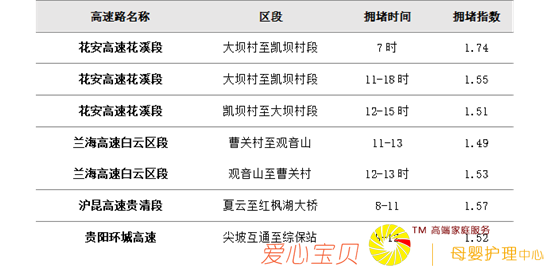 高速路名称 区段 拥堵时间 拥堵指数
花安高速花溪段 大坝村至凯坝村段 7时 1.74
花安高速花溪段 大坝村至凯坝村段 11-18时 1.55
花安高速花溪段 凯坝村至大坝村段 12-15时 1.51
兰海高速白云区段 曹关村至观音山 11-13 1.49
兰海高速白云区段 观音山至曹关村 12-13时 1.53
沪昆高速贵清段 夏云至红枫湖大桥 8-11 1.57
贵阳环城高速 尖坡互通至综保站 1.52
爱心宝贝 TM 高端家庭服务
母婴护理中心